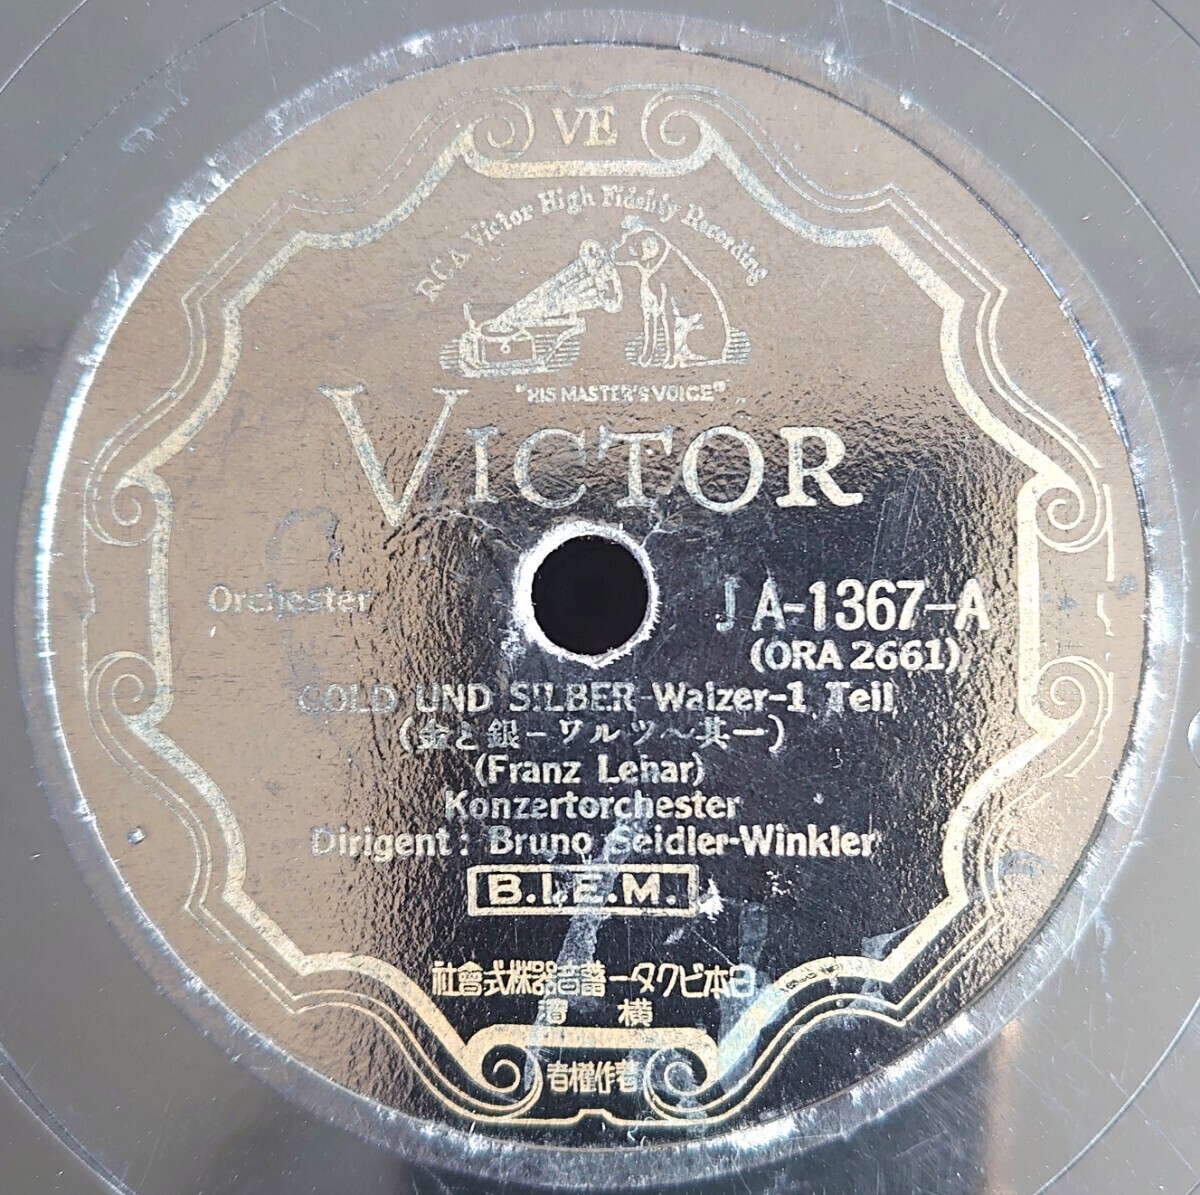 VE
RCA Victor High Fidelity Recording
"HIS MASTER'S VOICE"
VICTOR
Orchester
JA-1367-A
(ORA 2661)
GOLD UND SILBER-Walzer-1 Teil
(金と銀-ワルツ～其一)
(Franz Lehar)
Konzertorchester
Dirigent: Bruno Seidler-Winkler
B.I.E.M.
社會式株器音蓄ータクビ本日
濱横
者權作著